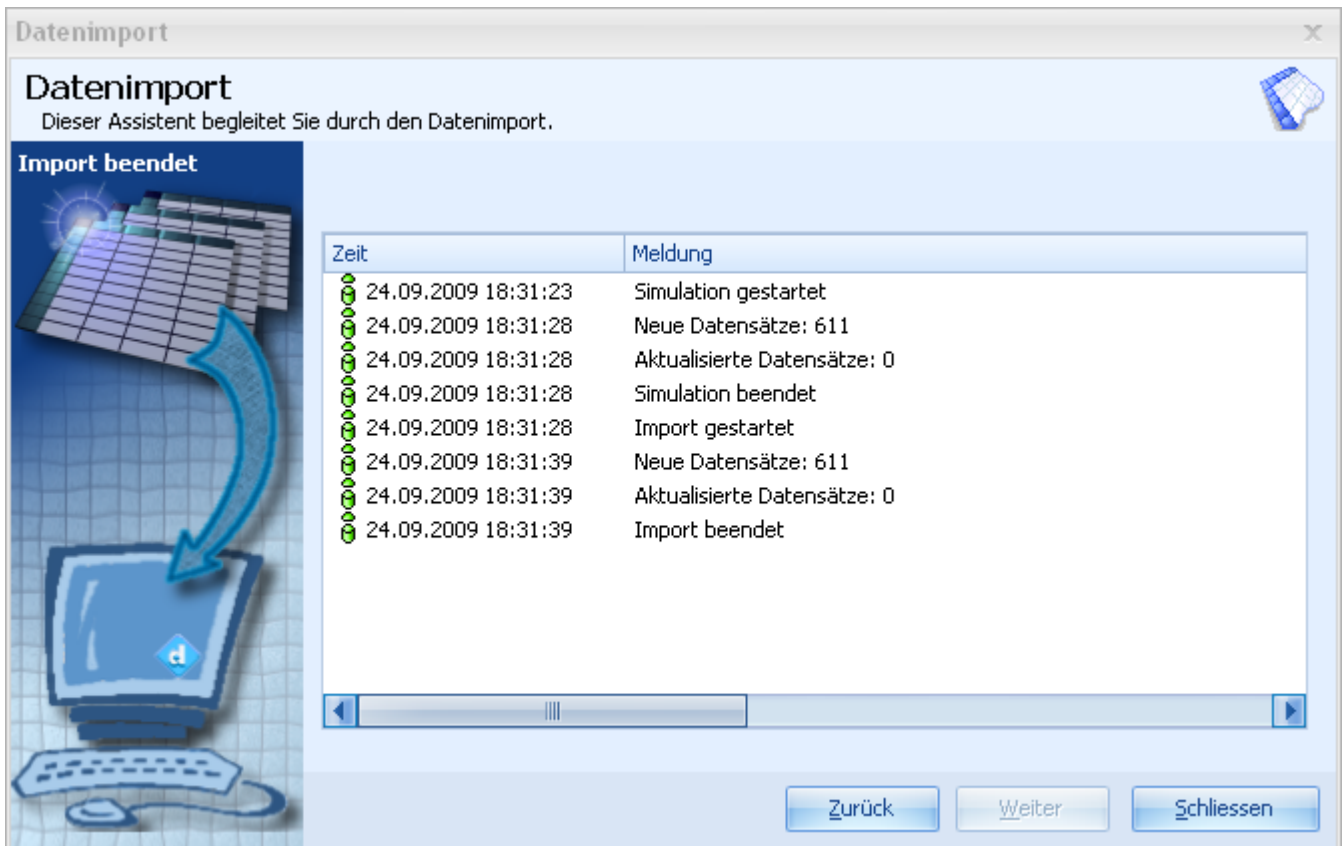 Datenimport
Datenimport
Dieser Assistent begleitet Sie durch den Datenimport.
Import beendet
Zeit Meldung
24.09.2009 18:31:23 Simulation gestartet
24.09.2009 18:31:28 Neue Datensätze: 611
24.09.2009 18:31:28 Aktualisierte Datensätze: 0
24.09.2009 18:31:28 Simulation beendet
24.09.2009 18:31:28 Import gestartet
24.09.2009 18:31:39 Neue Datensätze: 611
24.09.2009 18:31:39 Aktualisierte Datensätze: 0
24.09.2009 18:31:39 Import beendet
d
Zurück Weiter Schliessen